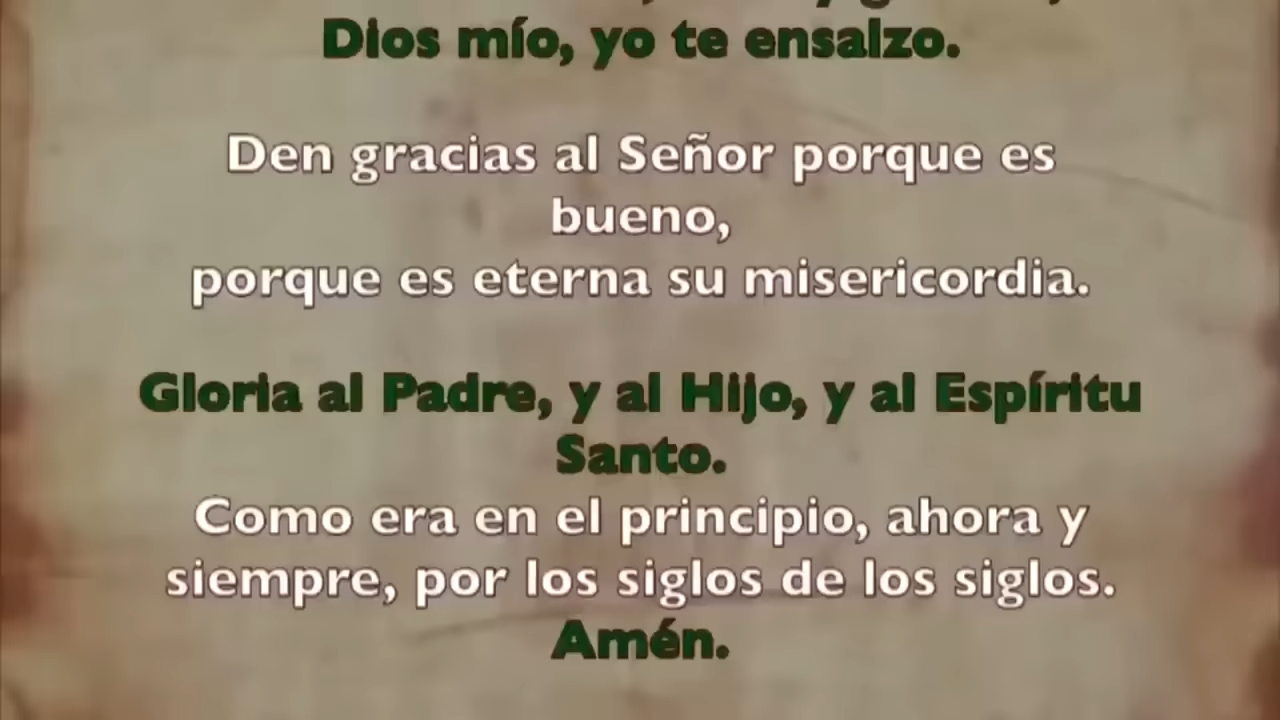 Dios mío, yo te ensalzo.
Den gracias al Señor porque es
bueno,
porque es eterna su misericordia.
Gloria al Padre, y al Hijo, y al Espíritu
Santo.
Como era en el principio, ahora y
siempre, por los siglos de los siglos.
Amén.